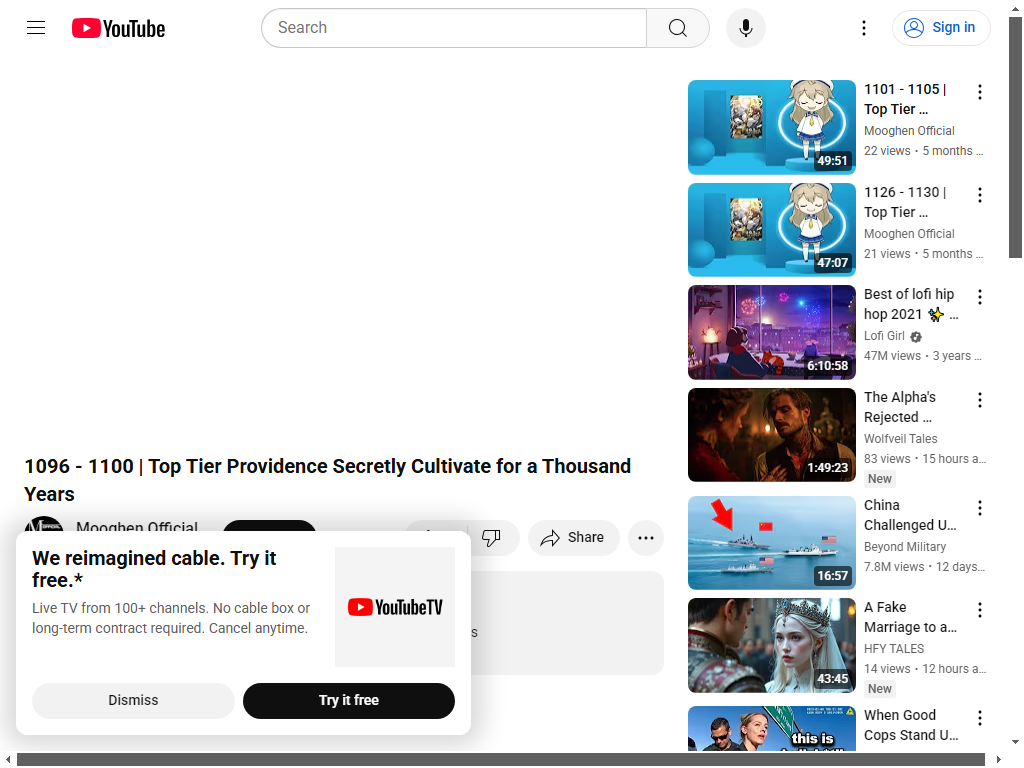 YouTube
Search
Sign in
1096 - 1100 | Top Tier Providence Secretly Cultivate for a Thousand
Years
Mooghen Official
Share
We reimagined cable. Try it
free.*
Live TV from 100+ channels. No cable box or
long-term contract required. Cancel anytime.
YouTubeTV
Dismiss
Try it free
s
49:51
1101 - 1105 |
Top Tier …
Mooghen Official
22 views • 5 months …
47:07
1126 - 1130 |
Top Tier …
Mooghen Official
21 views • 5 months …
6:10:58
Best of lofi hip
hop 2021 ✨ …
Lofi Girl
47M views • 3 years …
1:49:23
The Alpha's
Rejected …
Wolfveil Tales
83 views • 15 hours a…
New
16:57
China
Challenged U…
Beyond Military
7.8M views • 12 days…
43:45
A Fake
Marriage to a…
HFY TALES
14 views • 12 hours a…
New
this is
When Good
Cops Stand U…